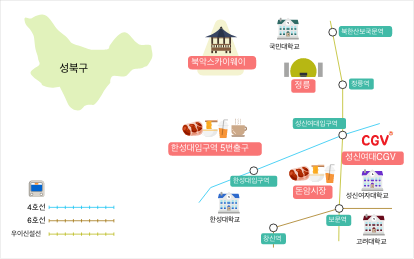 북한산보국문역
국민대학교
북악스카이웨이
성북구
정릉
정릉역
성신여대입구역
CGV
한성대입구역 5번출구
성신여대CGV
한성대입구역
돈암시장
성신여자대학교
4호선
한성대학교
6호선
보문역
우이신설선
창신역
고려대학교